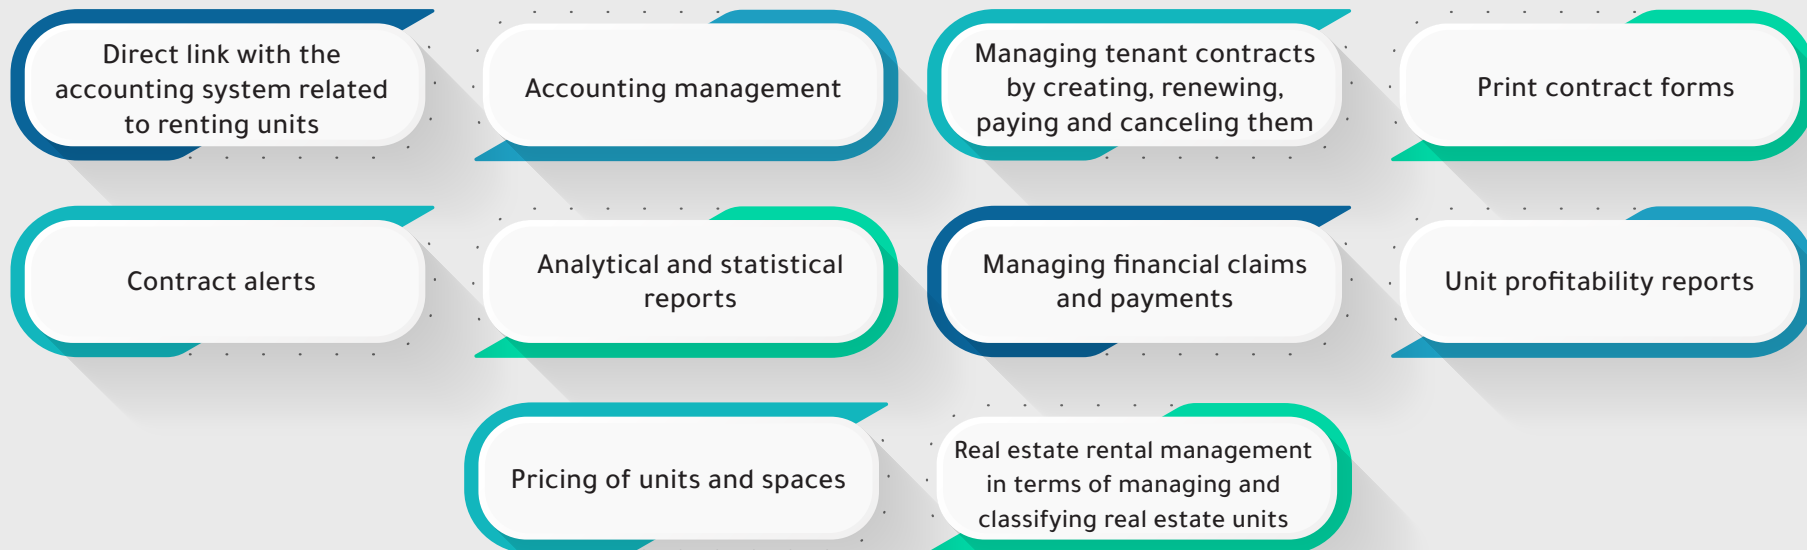 Direct link with the
accounting system related
to renting units
Accounting management
Managing tenant contracts
by creating, renewing,
paying and canceling them
Print contract forms
Contract alerts
Analytical and statistical
reports
Managing financial claims
and payments
Unit profitability reports
Pricing of units and spaces
Real estate rental management
in terms of managing and
classifying real estate units